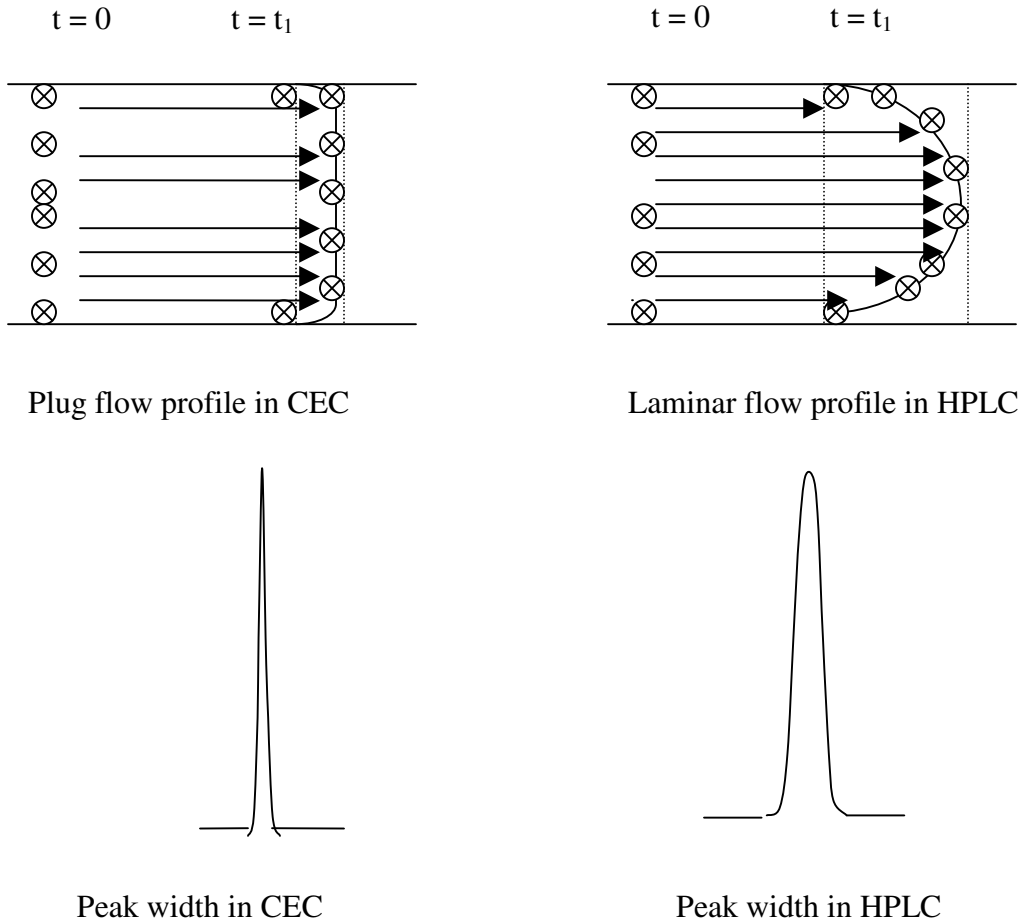 t = 0 t = t₁ t = 0 t = t₁
Plug flow profile in CEC
Laminar flow profile in HPLC
Peak width in CEC
Peak width in HPLC